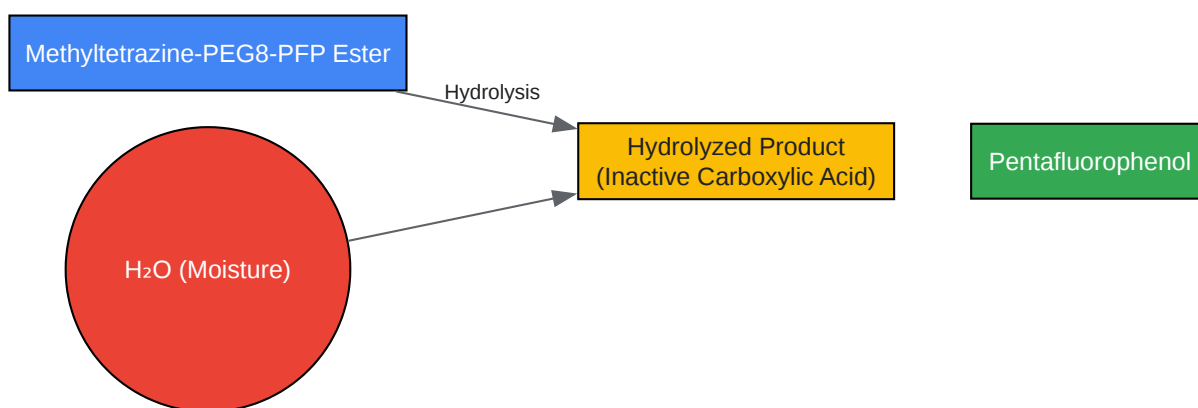 Methyltetrazine-PEG8-PFP Ester
Hydrolysis
H₂O (Moisture)
Hydrolyzed Product
(Inactive Carboxylic Acid)
Pentafluorophenol